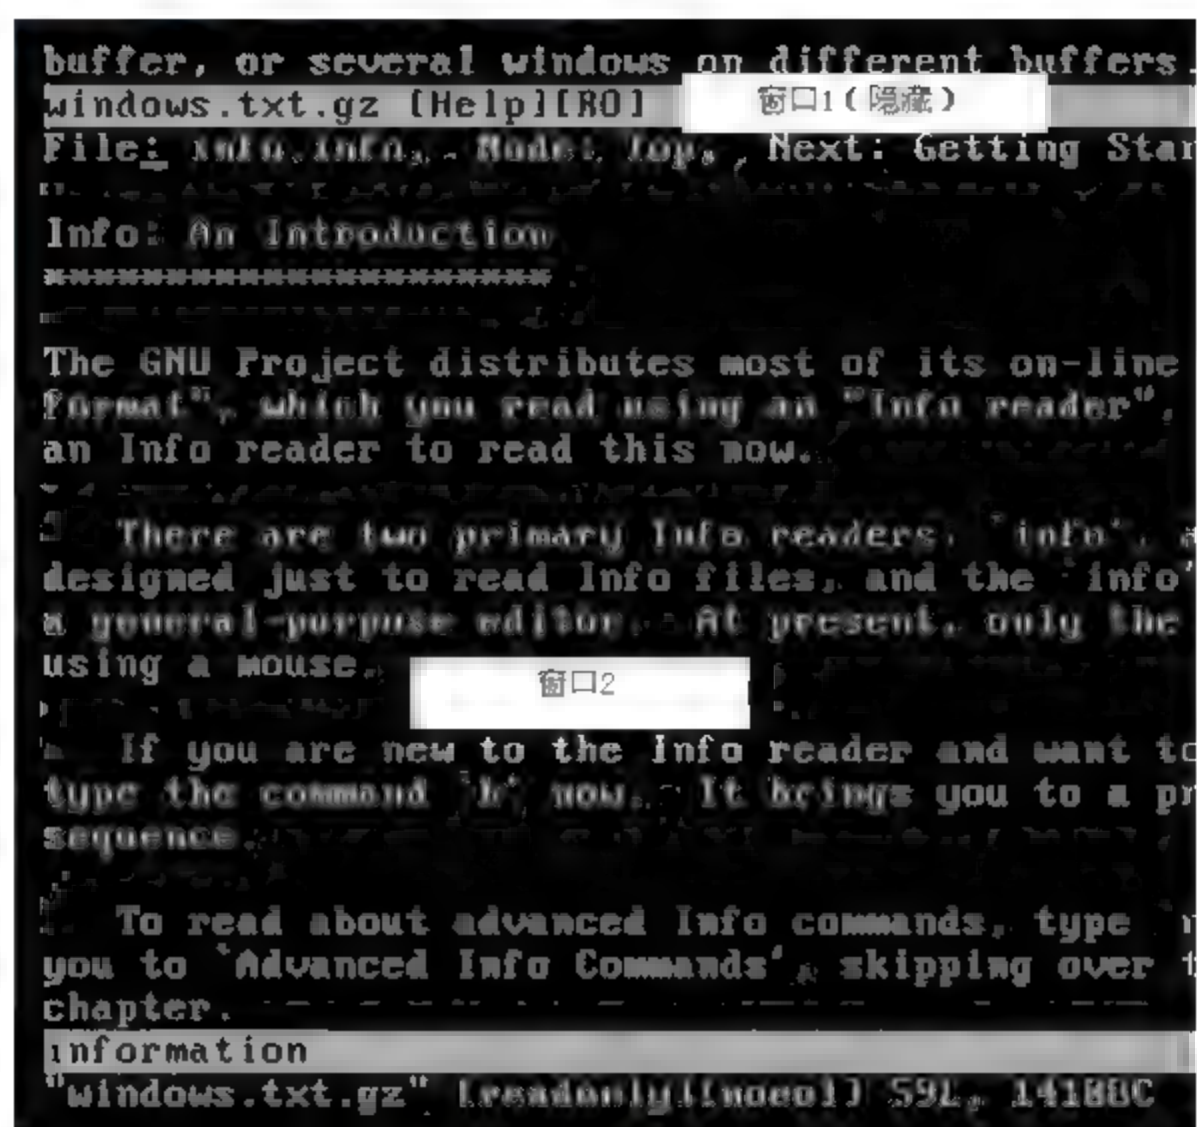 buffer, or several windows on different buffers.
windows.txt.gz [Help][RO] 窗口1(隐藏)
File: info.info, Node: Top, Next: Getting Star
Info: An Introduction
**********************
The GNU Project distributes most of its on-line
format", which you read using an "Info reader",
an Info reader to read this now.
There are two primary Info readers: `info',
designed just to read Info files, and the `info'
a general-purpose editor. At present, only the
using a mouse.
窗口2
If you are new to the Info reader and want to
type the command `h' now. It brings you to a pr
sequence.
To read about advanced Info commands, type
you to `Advanced Info Commands', skipping over t
chapter.
information
"windows.txt.gz" [readonly][noeol] 59L, 14188C